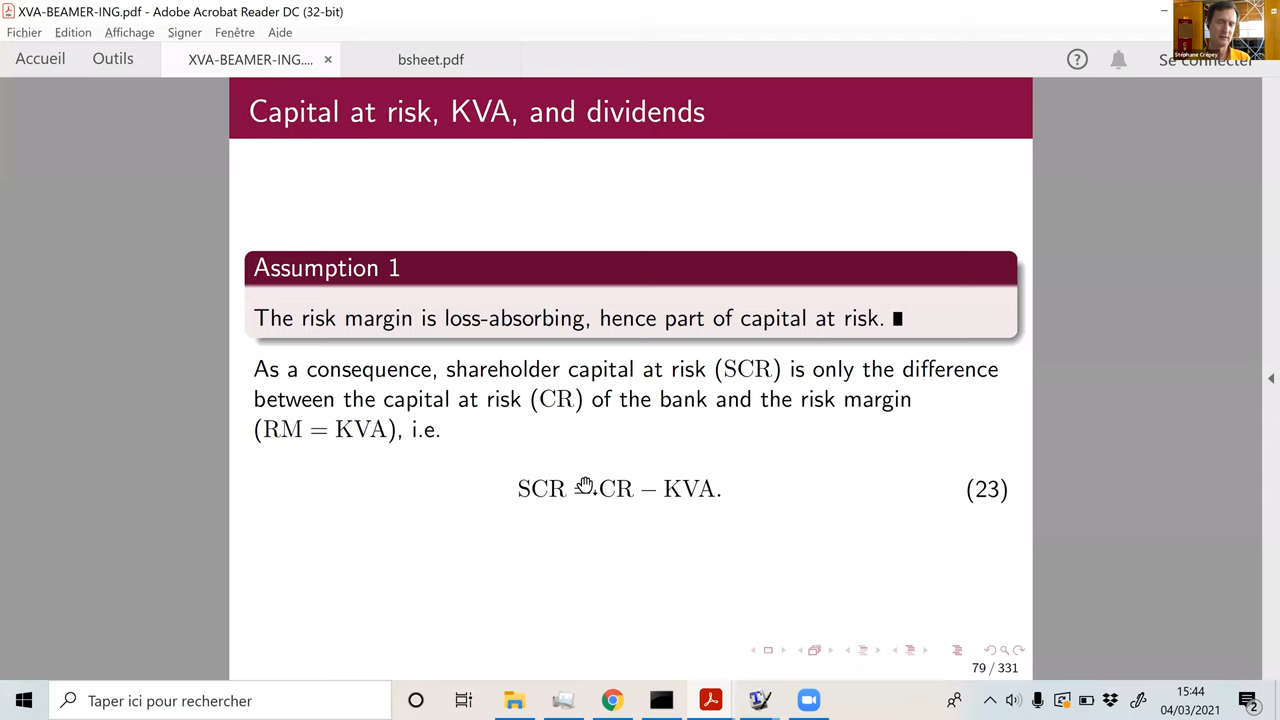 XVA-BEAMER-ING.pdf - Adobe Acrobat Reader DC (32-bit)
Fichier Edition Affichage Signer Fenêtre Aide
Accueil Outils XVA-BEAMER-ING.... × bsheet.pdf Se connecter
Stéphane Crépey
Capital at risk, KVA, and dividends
Assumption 1
The risk margin is loss-absorbing, hence part of capital at risk. ■
As a consequence, shareholder capital at risk (SCR) is only the difference
between the capital at risk (CR) of the bank and the risk margin
(RM = KVA), i.e.
SCR = CR − KVA. (23)
79 / 331
Taper ici pour rechercher
15:44
04/03/2021
2